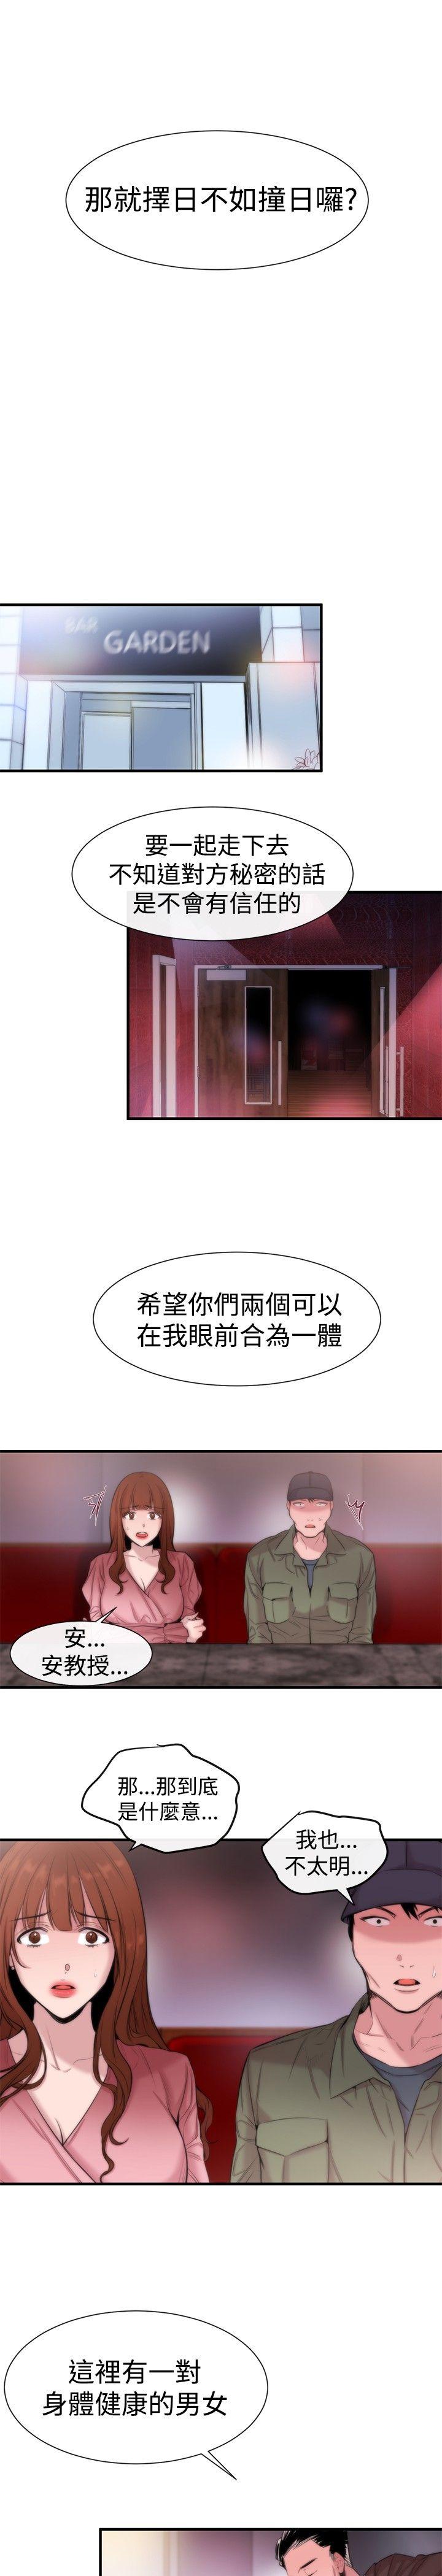 那就擇日不如撞日囉?
BAR
GARDEN
要一起走下去
不知道對方秘密的話
是不會有信任的
希望你們兩個可以
在我眼前合為一體
安...
安教授...
那...那到底
是什麼意...
我也...
不太明...
這裡有一對
身體健康的男女